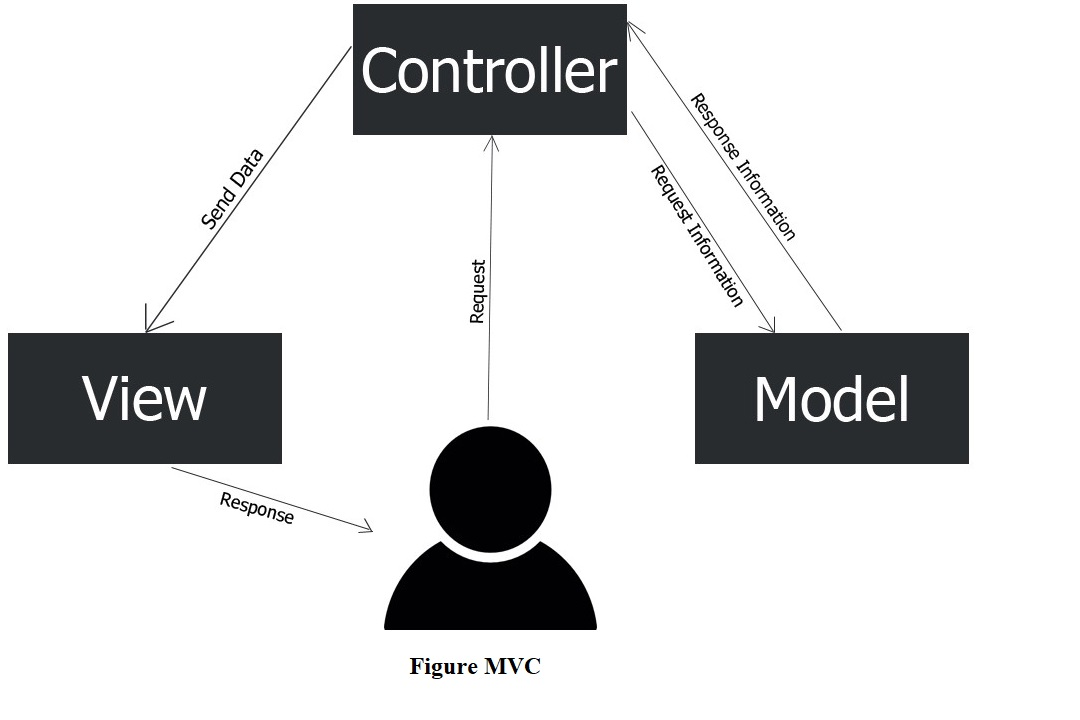 Controller
Send Data
Request
Request Information
Response Information
View
Model
Response
Figure MVC